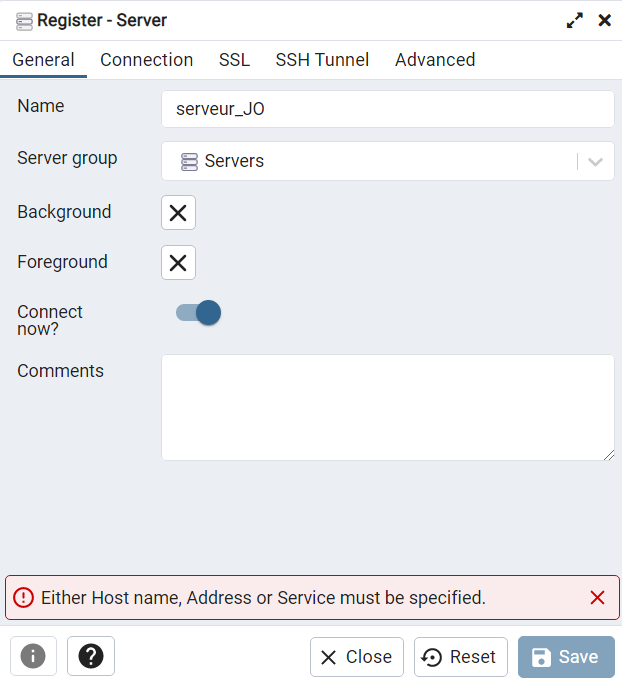 Register - Server
General Connection SSL SSH Tunnel Advanced
Name serveur_JO
Server group Servers
Background
Foreground
Connect
now?
Comments
Either Host name, Address or Service must be specified.
Close Reset Save